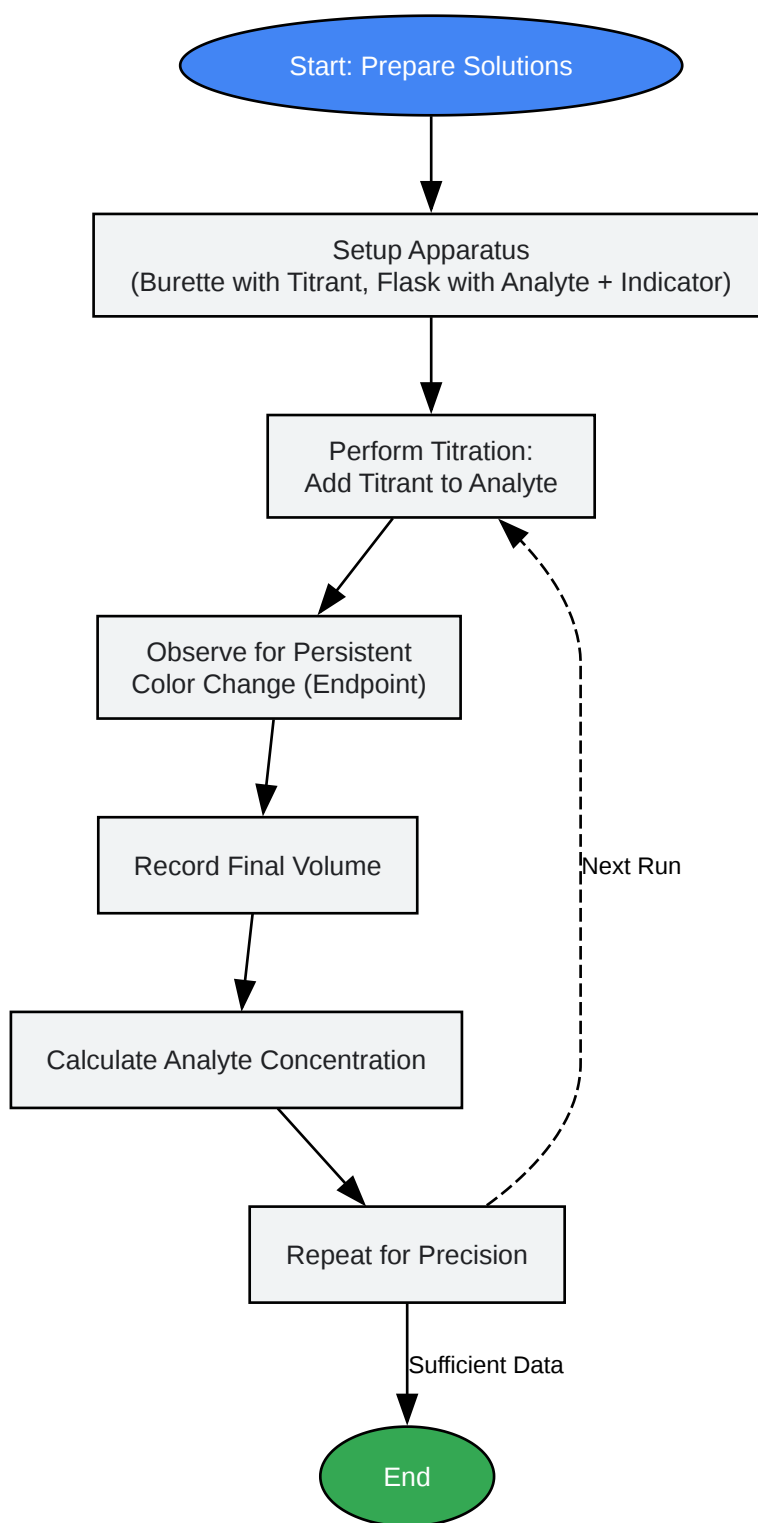 Start: Prepare Solutions
Setup Apparatus
(Burette with Titrant, Flask with Analyte + Indicator)
Perform Titration:
Add Titrant to Analyte
Observe for Persistent
Color Change (Endpoint)
Record Final Volume
Next Run
Calculate Analyte Concentration
Repeat for Precision
Sufficient Data
End